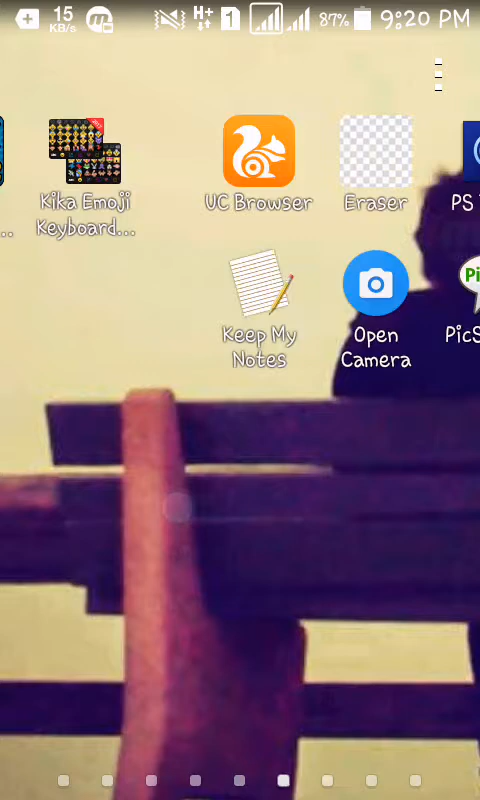 15
KB/s
H+
1
87%
9:20 PM
Kika Emoji
Keyboard...
UC Browser
Eraser
PS
Keep My
Notes
Open
Camera
Pi
PicS